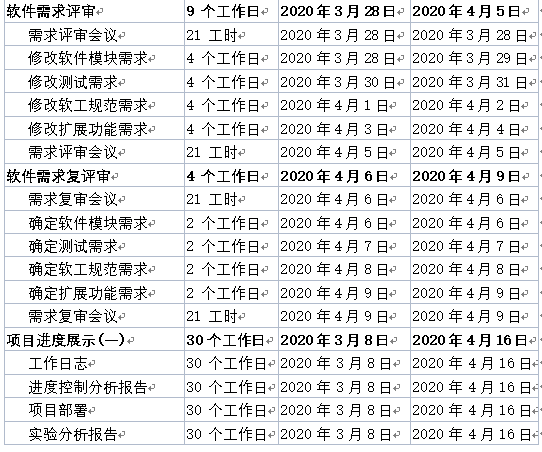 软件需求评审 9 个工作日 2020 年 3 月 28 日 2020 年 4 月 5 日
需求评审会议 21 工时 2020 年 3 月 28 日 2020 年 3 月 28 日
修改软件模块需求 4 个工作日 2020 年 3 月 28 日 2020 年 3 月 29 日
修改测试需求 4 个工作日 2020 年 3 月 30 日 2020 年 3 月 31 日
修改软工规范需求 4 个工作日 2020 年 4 月 1 日 2020 年 4 月 2 日
修改扩展功能需求 4 个工作日 2020 年 4 月 3 日 2020 年 4 月 4 日
需求评审会议 21 工时 2020 年 4 月 5 日 2020 年 4 月 5 日
软件需求复评审 4 个工作日 2020 年 4 月 6 日 2020 年 4 月 9 日
需求复审会议 21 工时 2020 年 4 月 6 日 2020 年 4 月 6 日
确定软件模块需求 2 个工作日 2020 年 4 月 6 日 2020 年 4 月 6 日
确定测试需求 2 个工作日 2020 年 4 月 7 日 2020 年 4 月 7 日
确定软工规范需求 2 个工作日 2020 年 4 月 8 日 2020 年 4 月 8 日
确定扩展功能需求 2 个工作日 2020 年 4 月 9 日 2020 年 4 月 9 日
需求复审会议 21 工时 2020 年 4 月 9 日 2020 年 4 月 9 日
项目进度展示(一) 30 个工作日 2020 年 3 月 8 日 2020 年 4 月 16 日
工作日志 30 个工作日 2020 年 3 月 8 日 2020 年 4 月 16 日
进度控制分析报告 30 个工作日 2020 年 3 月 8 日 2020 年 4 月 16 日
项目部署 30 个工作日 2020 年 3 月 8 日 2020 年 4 月 16 日
实验分析报告 30 个工作日 2020 年 3 月 8 日 2020 年 4 月 16 日